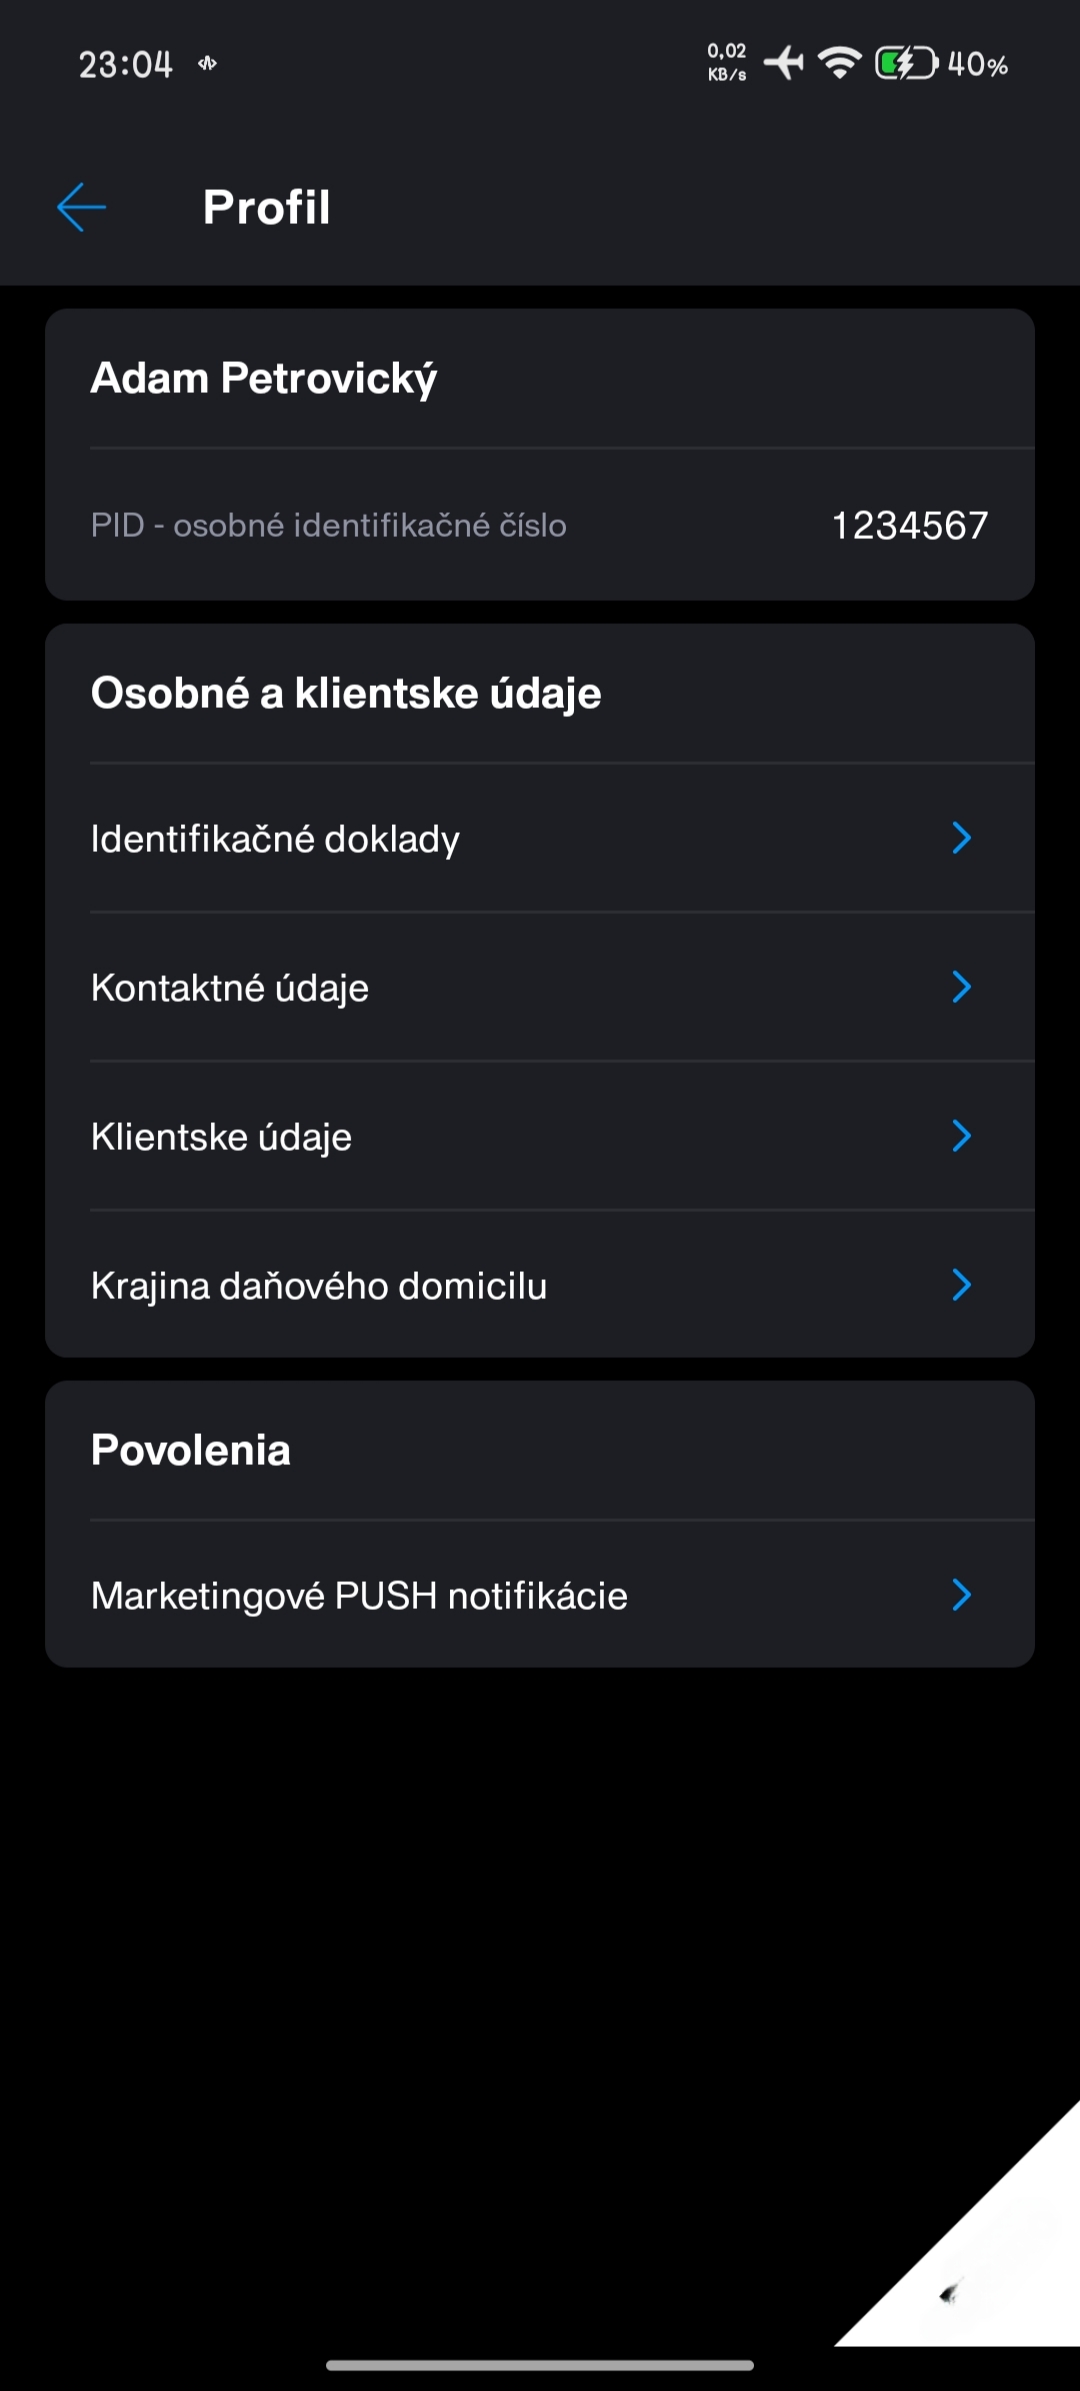 23:04
0,02
KB/s
40%
Profil
Adam Petrovický
PID - osobné identifikačné číslo
1234567
Osobné a klientske údaje
Identifikačné doklady
Kontaktné údaje
Klientske údaje
Krajina daňového domicilu
Povolenia
Marketingové PUSH notifikácie